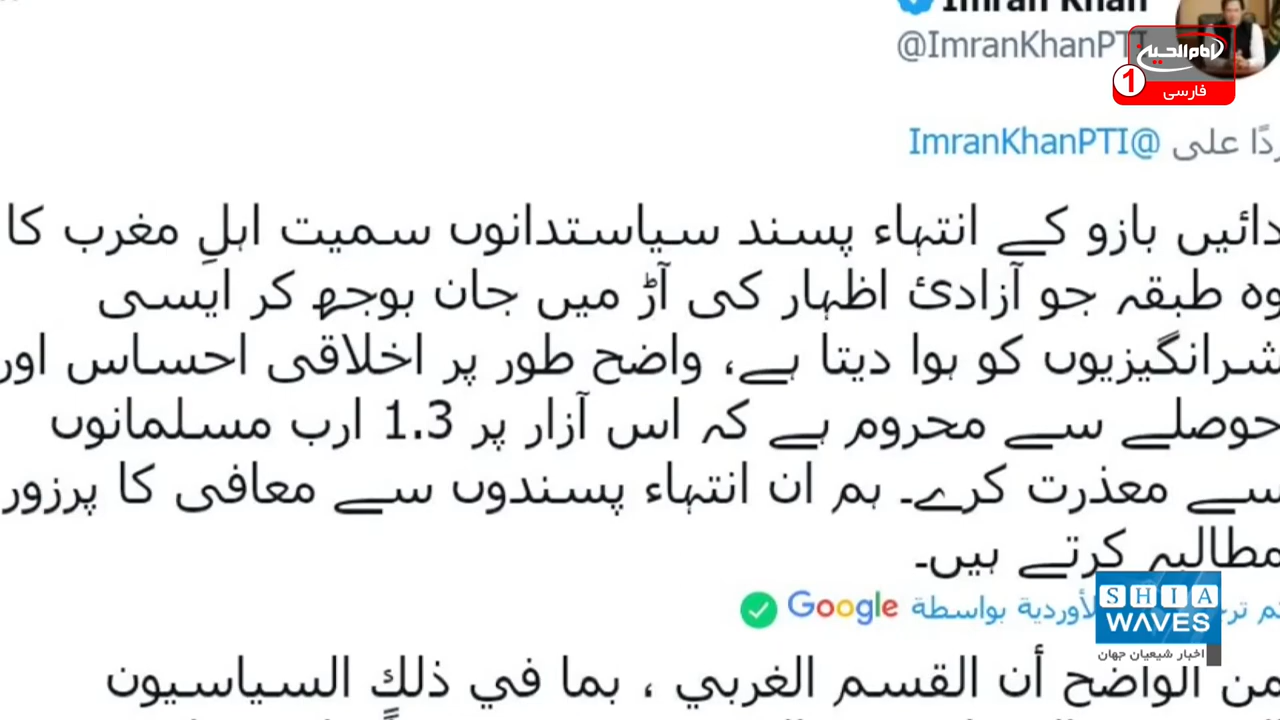 Imran Khan
@ImranKhanPTI
امام الحسین
1
فارسی
ردًا على @ImranKhanPTI
دائیں بازو کے انتہاء پسند سیاستدانوں سمیت اہلِ مغرب کا
وہ طبقہ جو آزادیٔ اظہار کی آڑ میں جان بوجھ کر ایسی
شرانگیزیوں کو ہوا دیتا ہے، واضح طور پر اخلاقی احساس اور
حوصلے سے محروم ہے کہ اس آزار پر 1.3 ارب مسلمانوں
سے معذرت کرے۔ ہم ان انتہاء پسندوں سے معافی کا پرزور
مطالبہ کرتے ہیں۔
الأوردية بواسطة Google
SHIA
WAVES
اخبار شیعیان جهان
من الواضح أن القسم الغربي ، بما في ذلك السياسيون